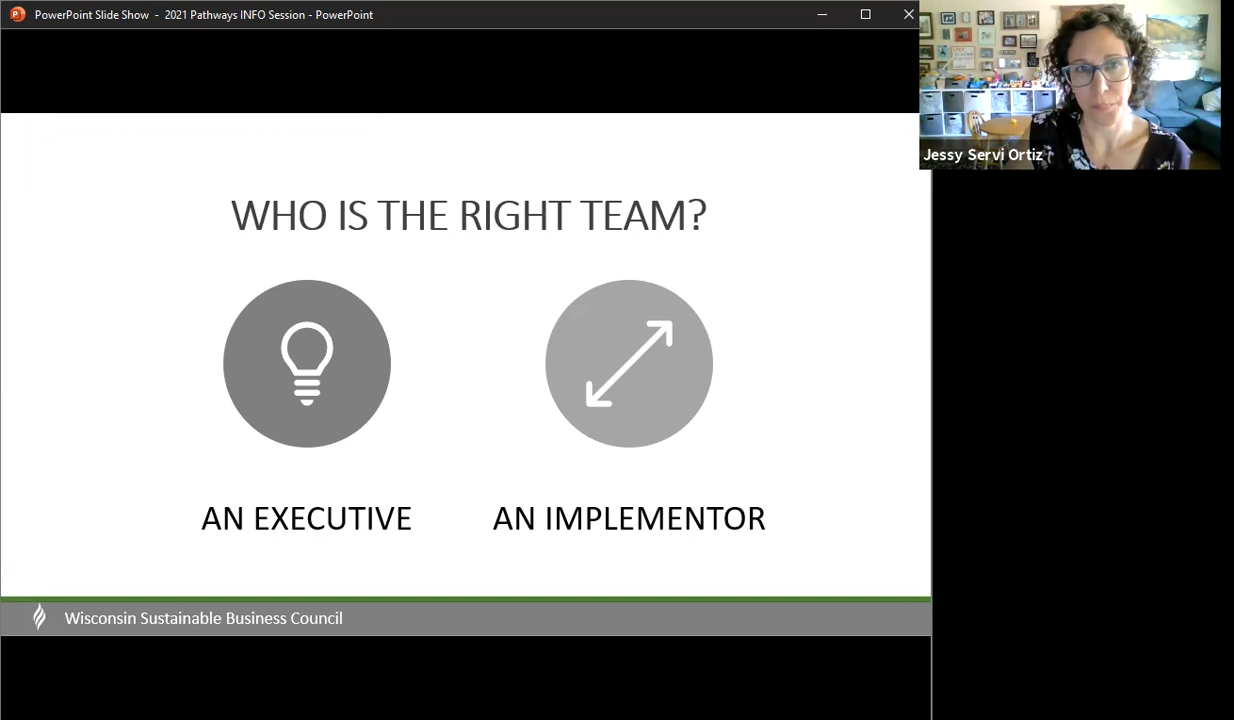 PowerPoint Slide Show - 2021 Pathways INFO Session - PowerPoint
Jessy Servi Ortiz
WHO IS THE RIGHT TEAM?
AN EXECUTIVE
AN IMPLEMENTOR
Wisconsin Sustainable Business Council